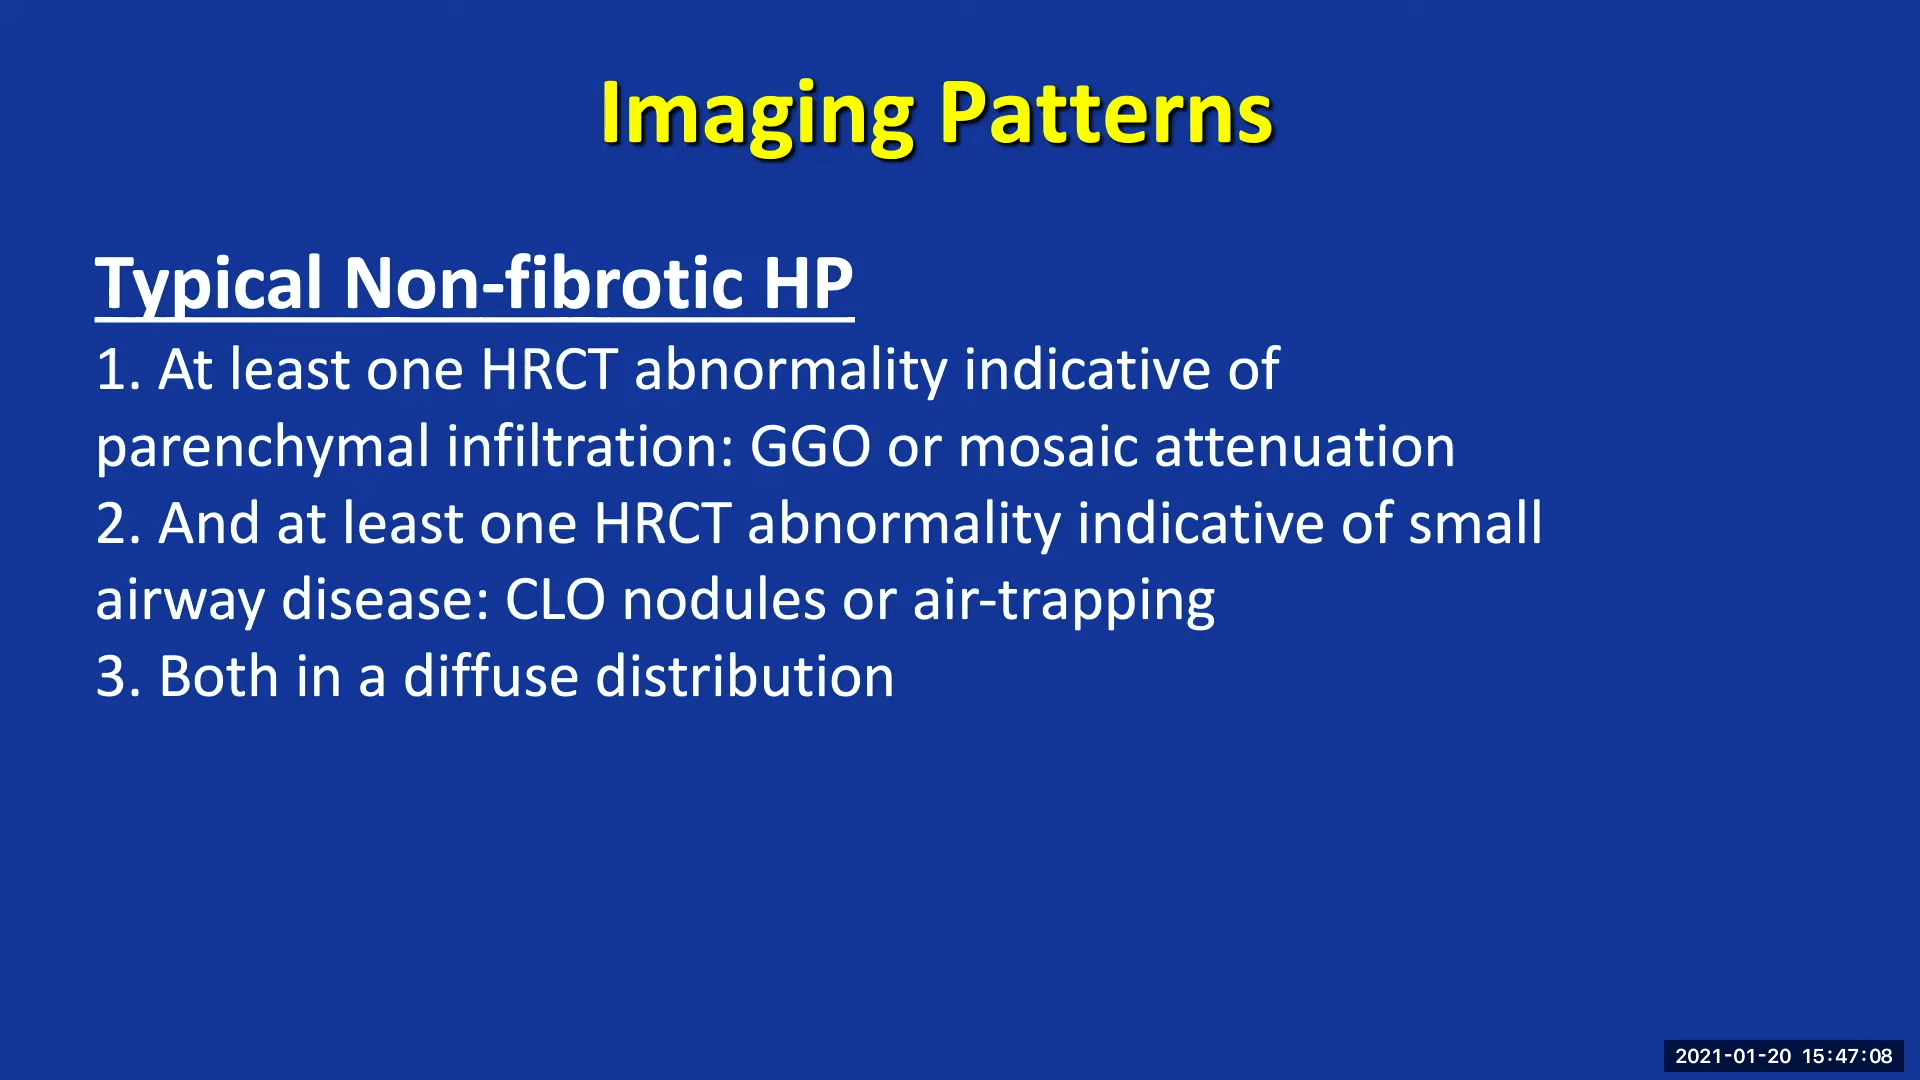 Imaging Patterns
Typical Non-fibrotic HP
1. At least one HRCT abnormality indicative of
parenchymal infiltration: GGO or mosaic attenuation
2. And at least one HRCT abnormality indicative of small
airway disease: CLO nodules or air-trapping
3. Both in a diffuse distribution
2021-01-20 15:47:08